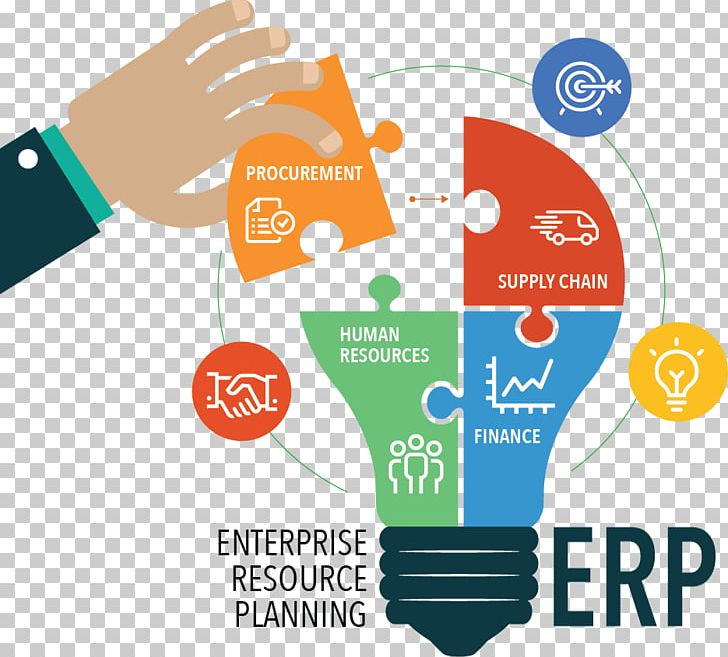 PROCUREMENT
SUPPLY CHAIN
HUMAN
RESOURCES
FINANCE
ENTERPRISE
RESOURCE
PLANNING
ERP